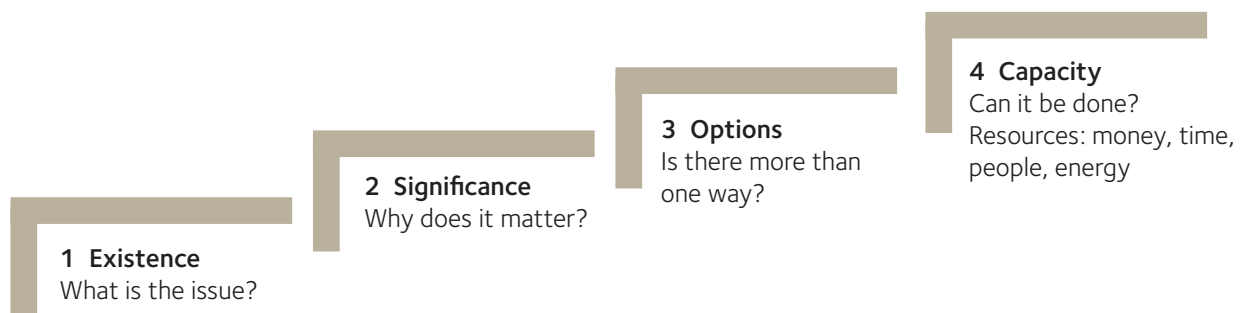 1 Existence
What is the issue?
2 Significance
Why does it matter?
3 Options
Is there more than
one way?
4 Capacity
Can it be done?
Resources: money, time,
people, energy